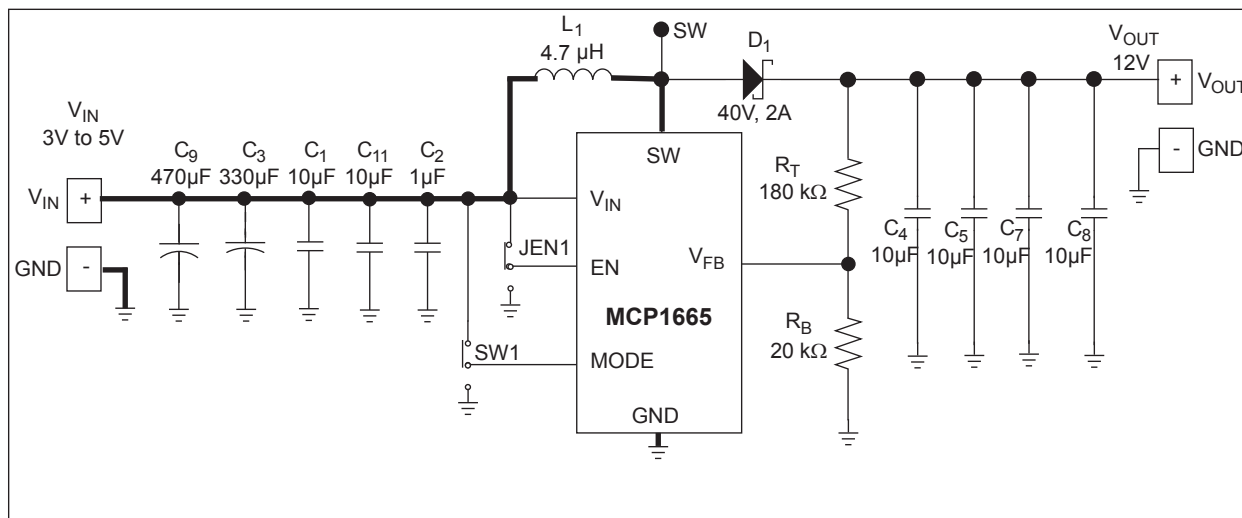 L1
4.7 µH
SW
D1
40V, 2A
VOUT
12V
+
VOUT
-
GND
VIN
3V to 5V
VIN
+
GND
-
C9
470µF
C3
330µF
C1
10µF
C11
10µF
C2
1µF
JEN1
SW1
SW
VIN
EN
VFB
MCP1665
MODE
GND
RT
180 kΩ
RB
20 kΩ
C4
10µF
C5
10µF
C7
10µF
C8
10µF